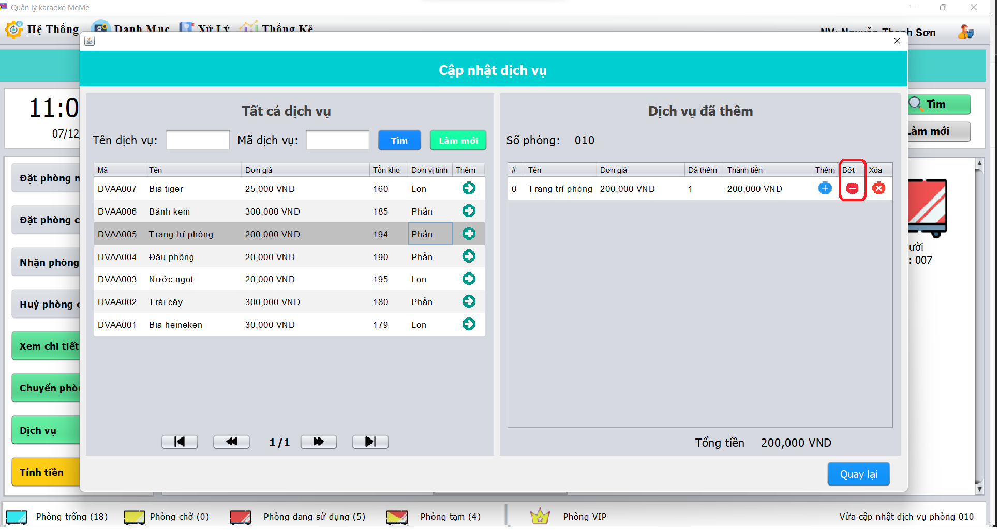 Quản lý karaoke MeMe
Hệ Thống Danh Mục Xử Lý Thống Kê
NV: Nguyễn Thanh Sơn
Cập nhật dịch vụ
11:0
07/12
Tìm
Làm mới
Tất cả dịch vụ
Tên dịch vụ: Mã dịch vụ: Tìm Làm mới
Mã Tên Đơn giá Tồn kho Đơn vị tính Thêm
DVAA007 Bia tiger 25,000 VND 160 Lon
DVAA006 Bánh kem 300,000 VND 185 Phần
DVAA005 Trang trí phòng 200,000 VND 194 Phần
DVAA004 Đậu phộng 20,000 VND 190 Phần
DVAA003 Nước ngọt 20,000 VND 195 Lon
DVAA002 Trái cây 300,000 VND 180 Phần
DVAA001 Bia heineken 30,000 VND 179 Lon
1/1
Dịch vụ đã thêm
Số phòng: 010
# Tên Đơn giá Đã thêm Thành tiền Thêm Bớt Xóa
0 Trang trí phòng 200,000 VND 1 200,000 VND
Tổng tiền 200,000 VND
Quay lại
Đặt phòng
Đặt phòng
Nhận phòng
Huỷ phòng
Xem chi tiết
Chuyển
Dịch vụ
Tính tiền
: 007
Phòng trống (18) Phòng chờ (0) Phòng đang sử dụng (5) Phòng tạm (4) Phòng VIP Vừa cập nhật dịch vụ phòng 010